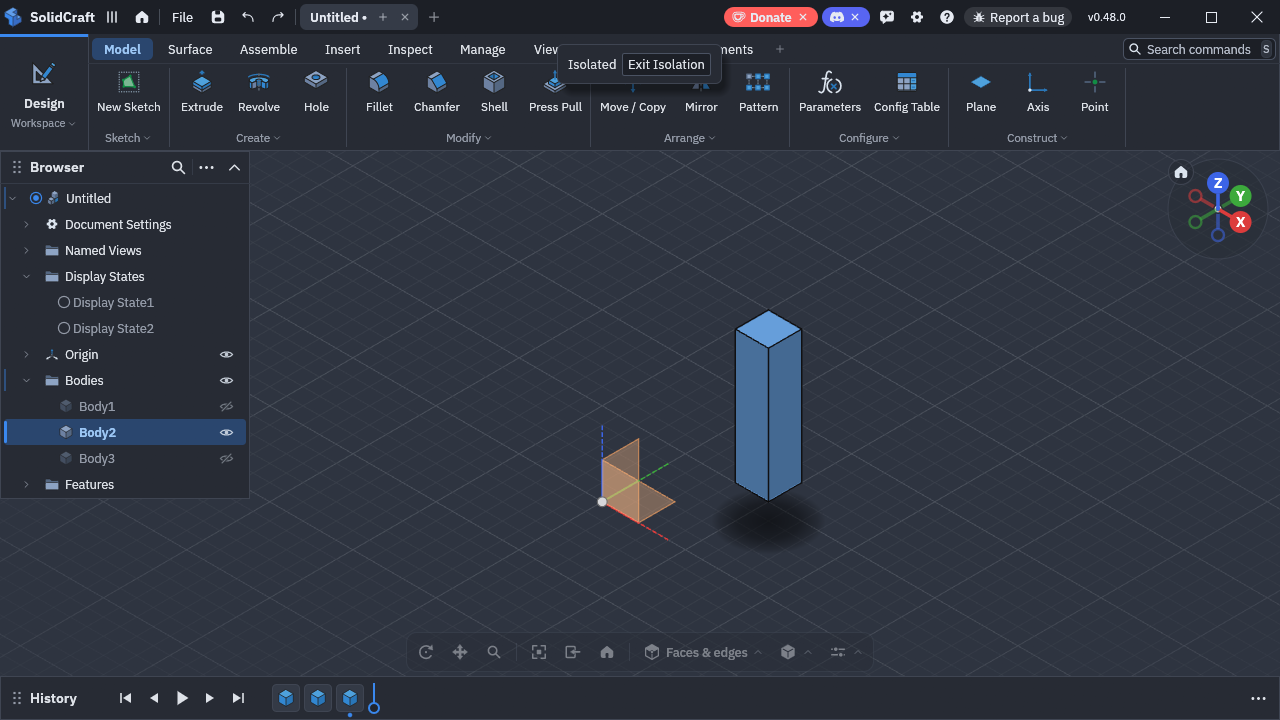 SolidCraft
File
Untitled •
Donate
Report a bug
v0.48.0
Design
Workspace
Model
Surface
Assemble
Insert
Inspect
Manage
Isolated
Exit Isolation
Search commands
S
New Sketch
Extrude
Revolve
Hole
Fillet
Chamfer
Shell
Press Pull
Move / Copy
Mirror
Pattern
Parameters
Config Table
Plane
Axis
Point
Sketch
Create
Modify
Arrange
Configure
Construct
Browser
Untitled
Document Settings
Named Views
Display States
Display State1
Display State2
Origin
Bodies
Body1
Body2
Body3
Features
Z
Y
X
Faces & edges
History